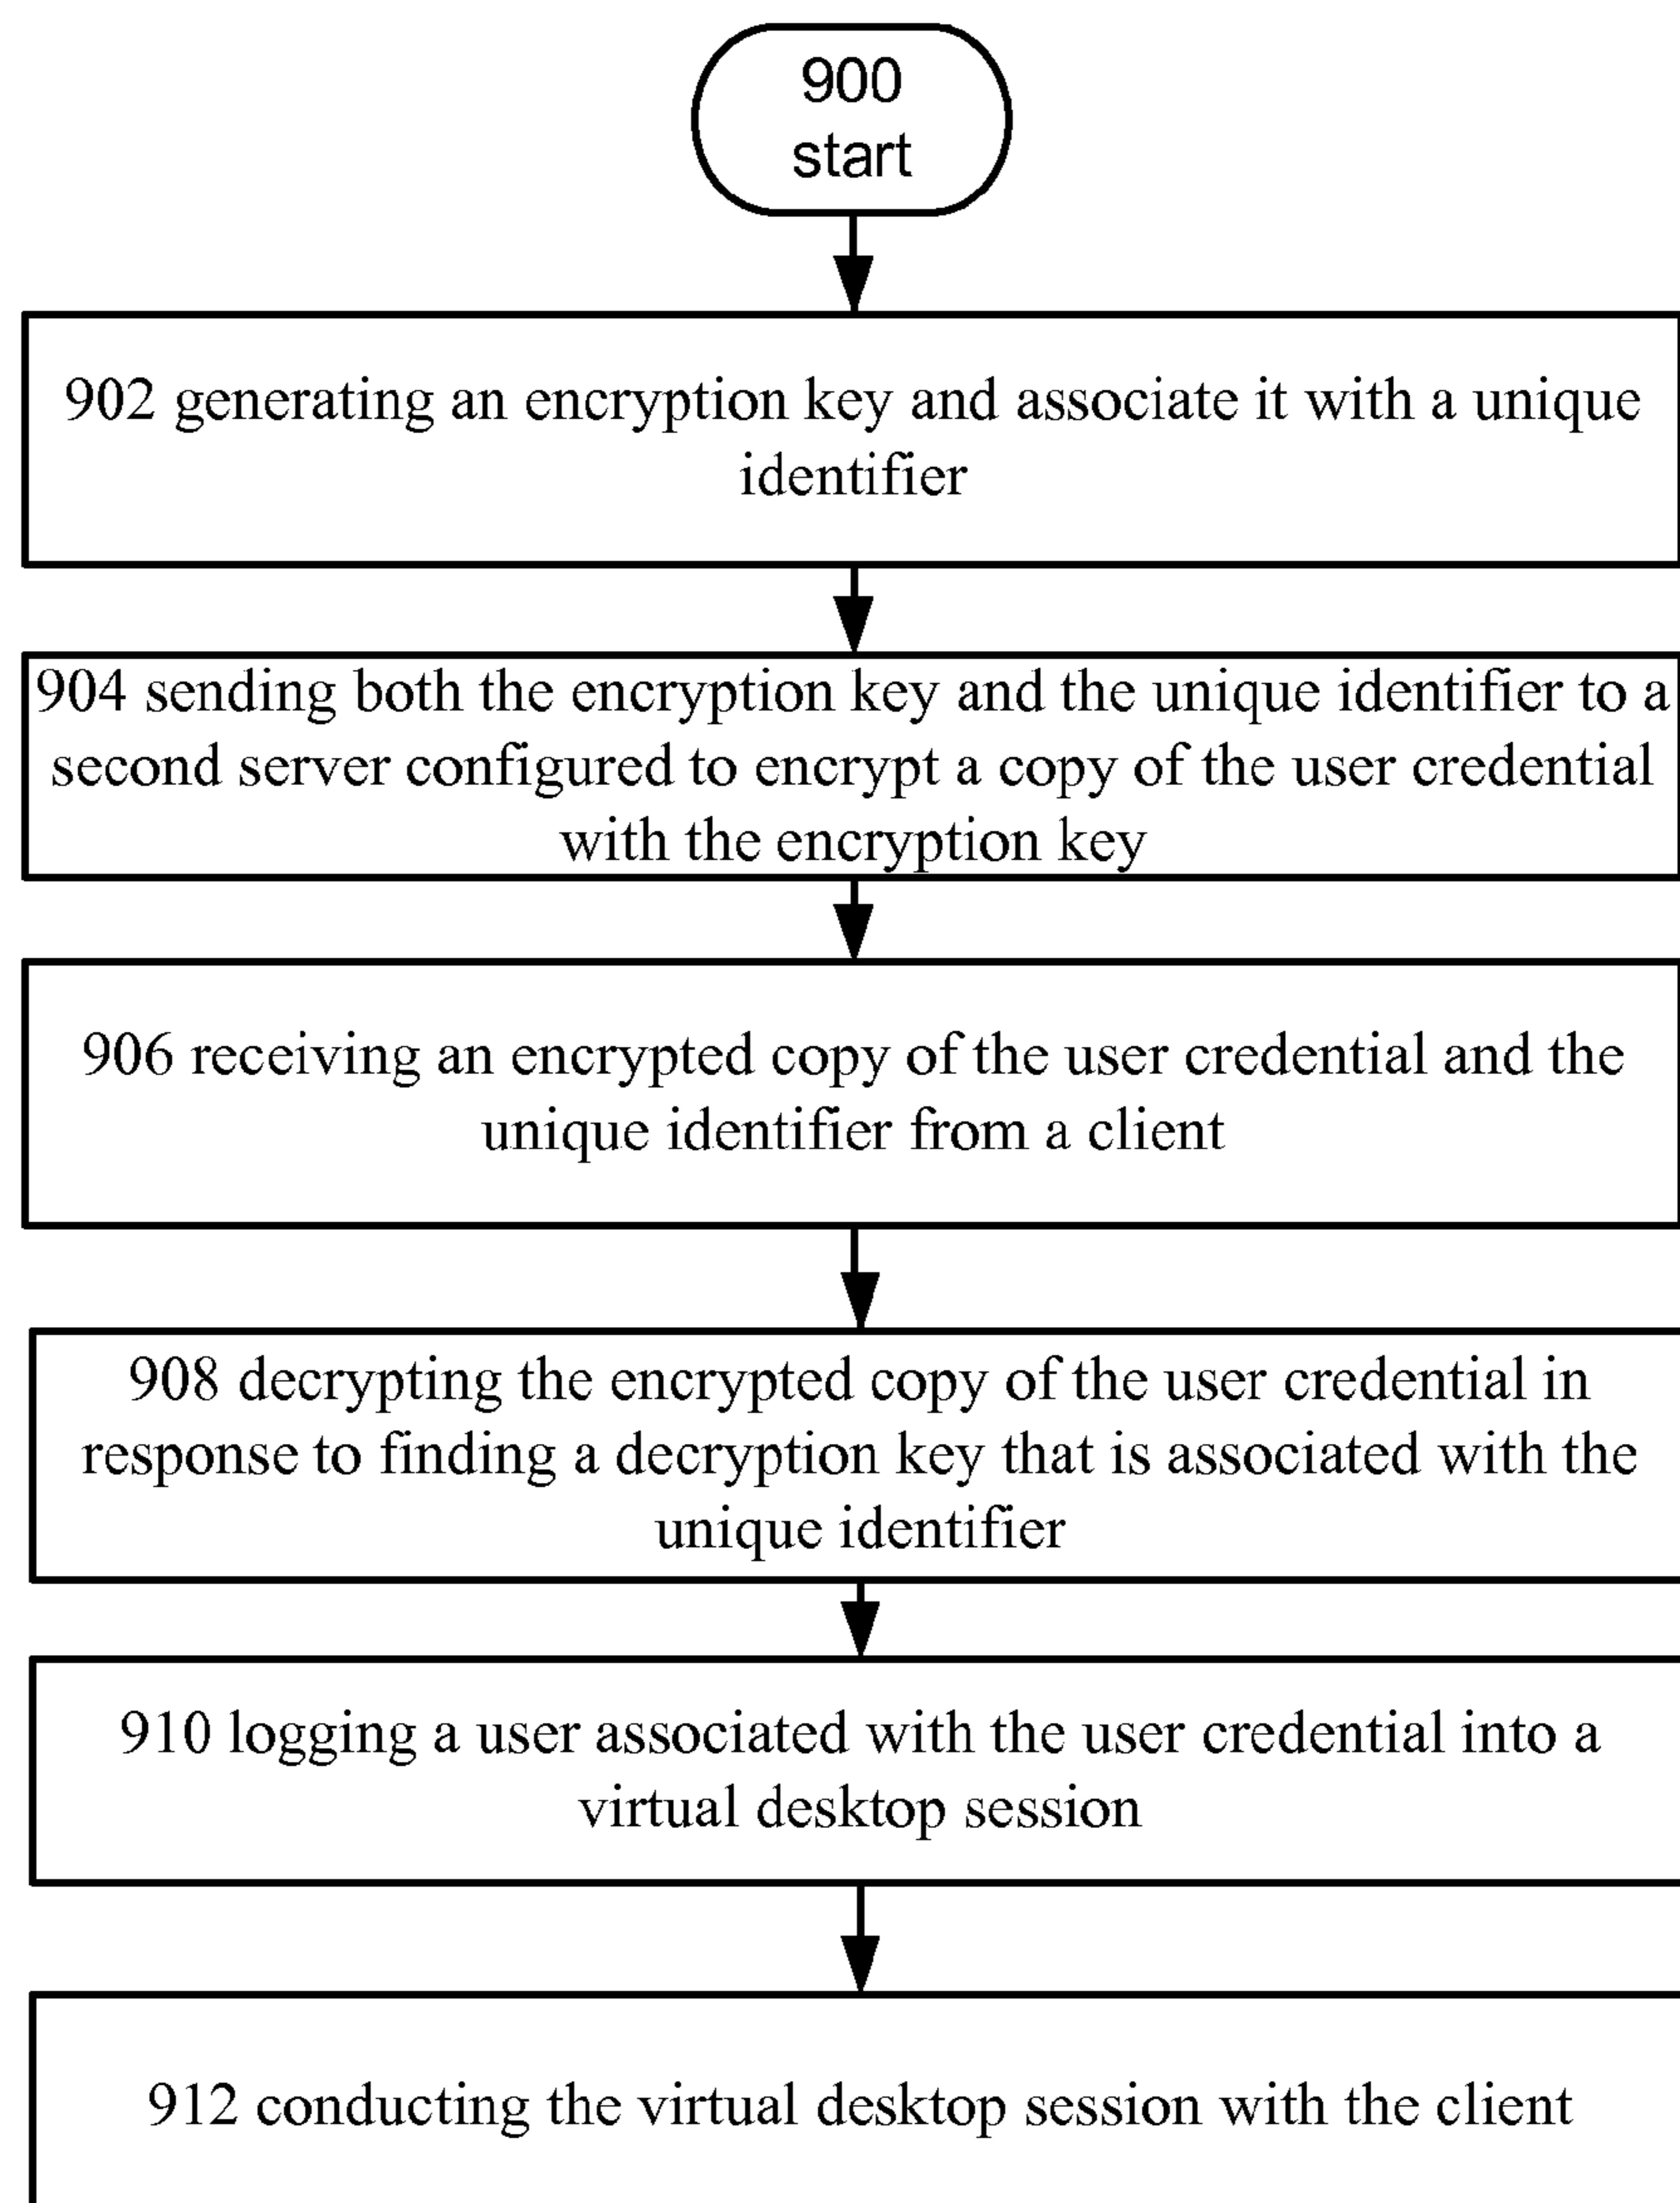 900
start
902 generating an encryption key and associate it with a unique
identifier
904 sending both the encryption key and the unique identifier to a
second server configured to encrypt a copy of the user credential
with the encryption key
906 receiving an encrypted copy of the user credential and the
unique identifier from a client
908 decrypting the encrypted copy of the user credential in
response to finding a decryption key that is associated with the
unique identifier
910 logging a user associated with the user credential into a
virtual desktop session
912 conducting the virtual desktop session with the client